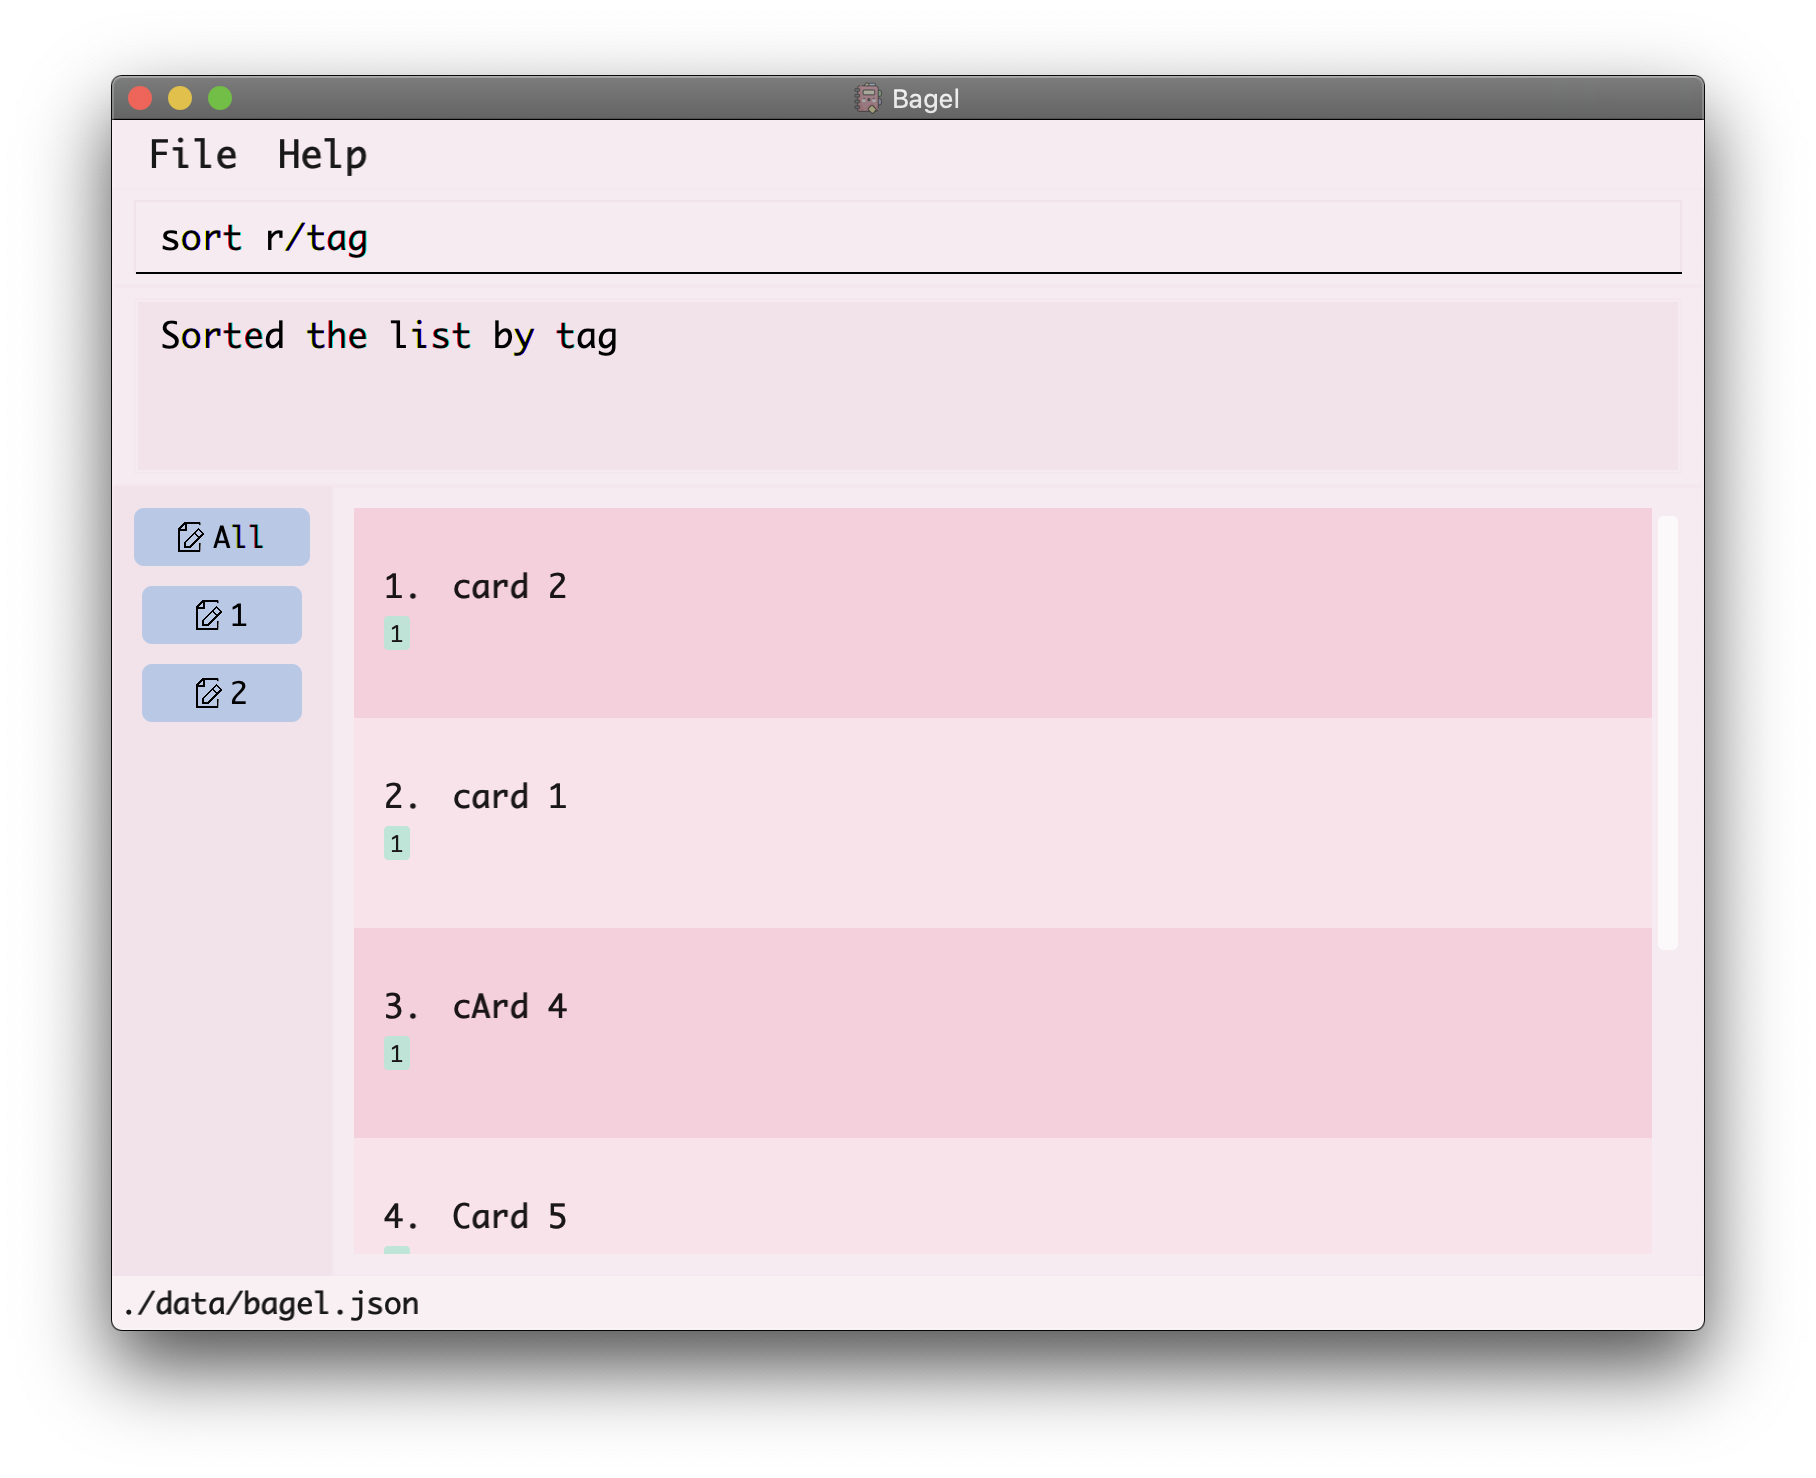 Bagel
File Help
sort r/tag
Sorted the list by tag
All
1
2
1. card 2
1
2. card 1
1
3. cArd 4
1
4. Card 5
./data/bagel.json